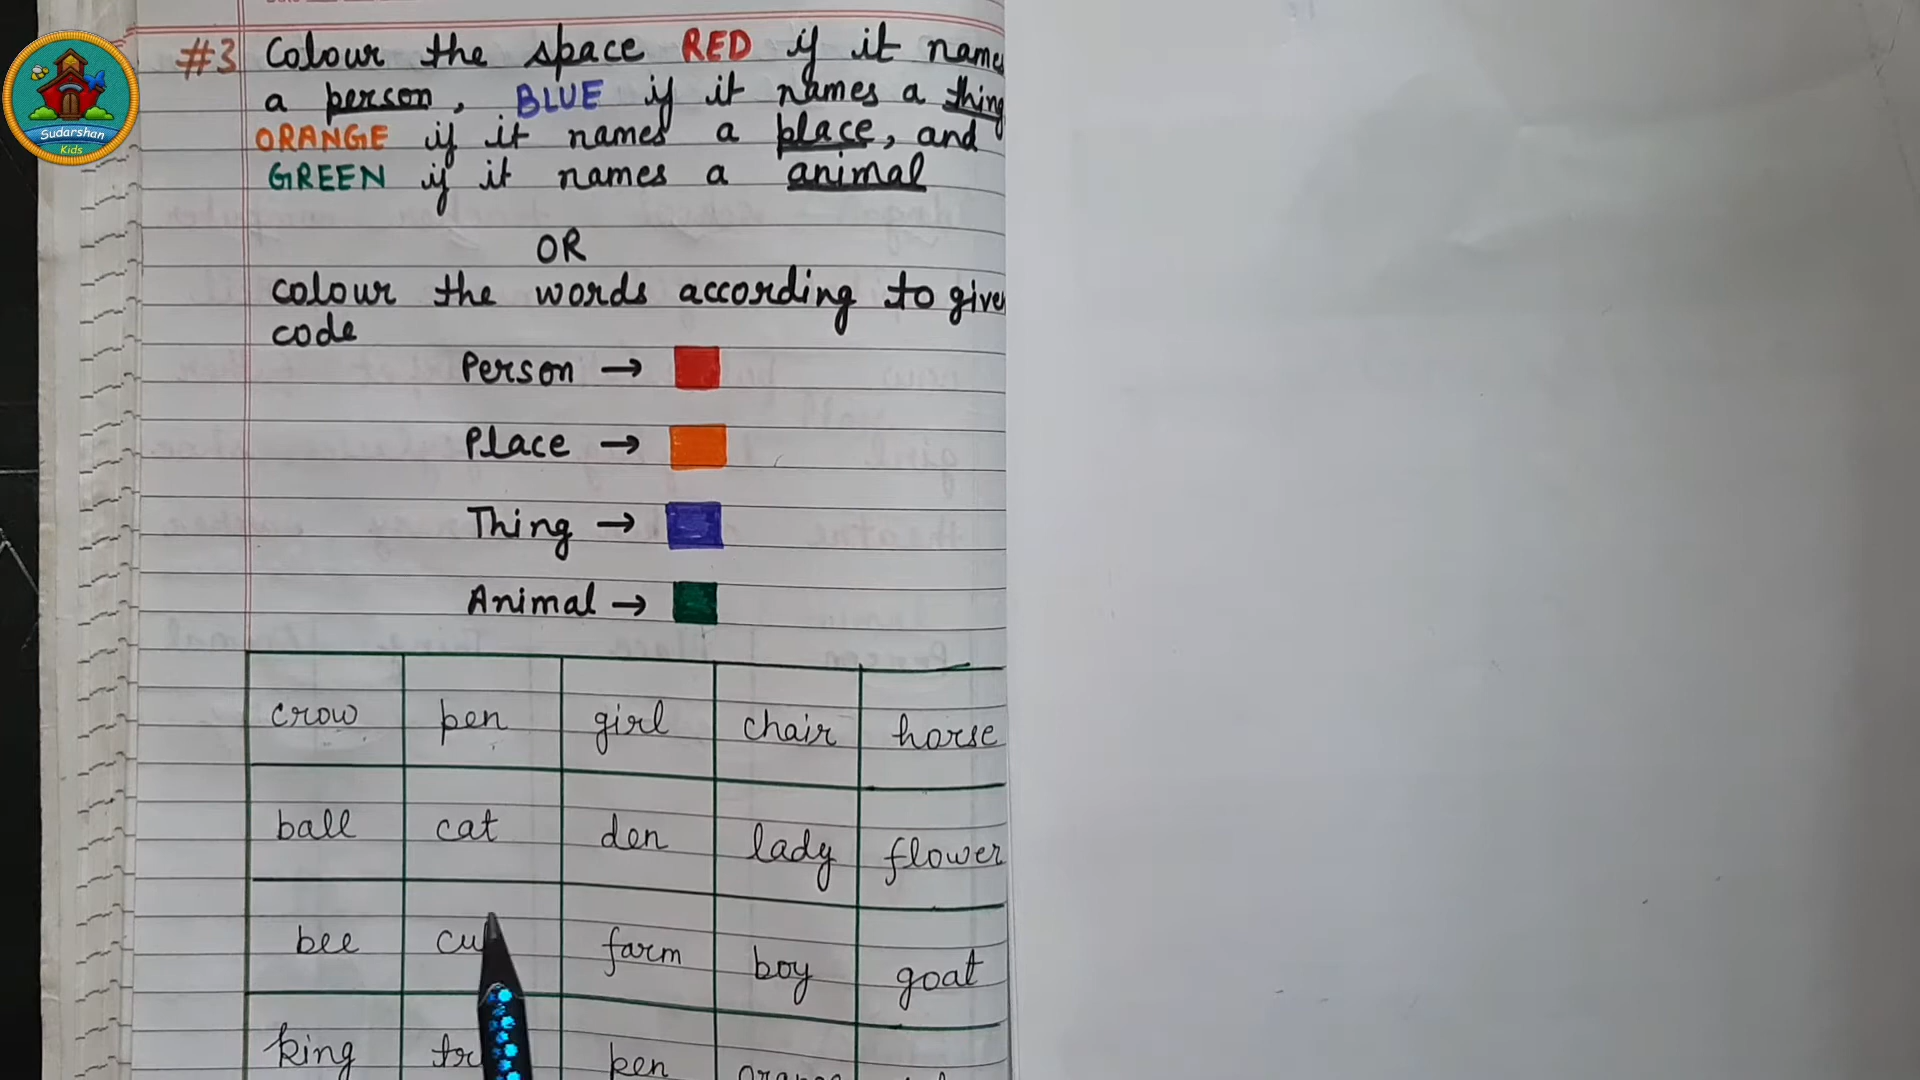 Sudarshan
Kids
#3 Colour the space RED if it names
a person, BLUE if it names a thing
ORANGE if it names a place, and
GREEN if it names a animal
OR
colour the words according to given
code
Person →
Place →
Thing →
Animal →
crow pen girl chair horse
ball cat den lady flower
bee farm boy goat
king pen